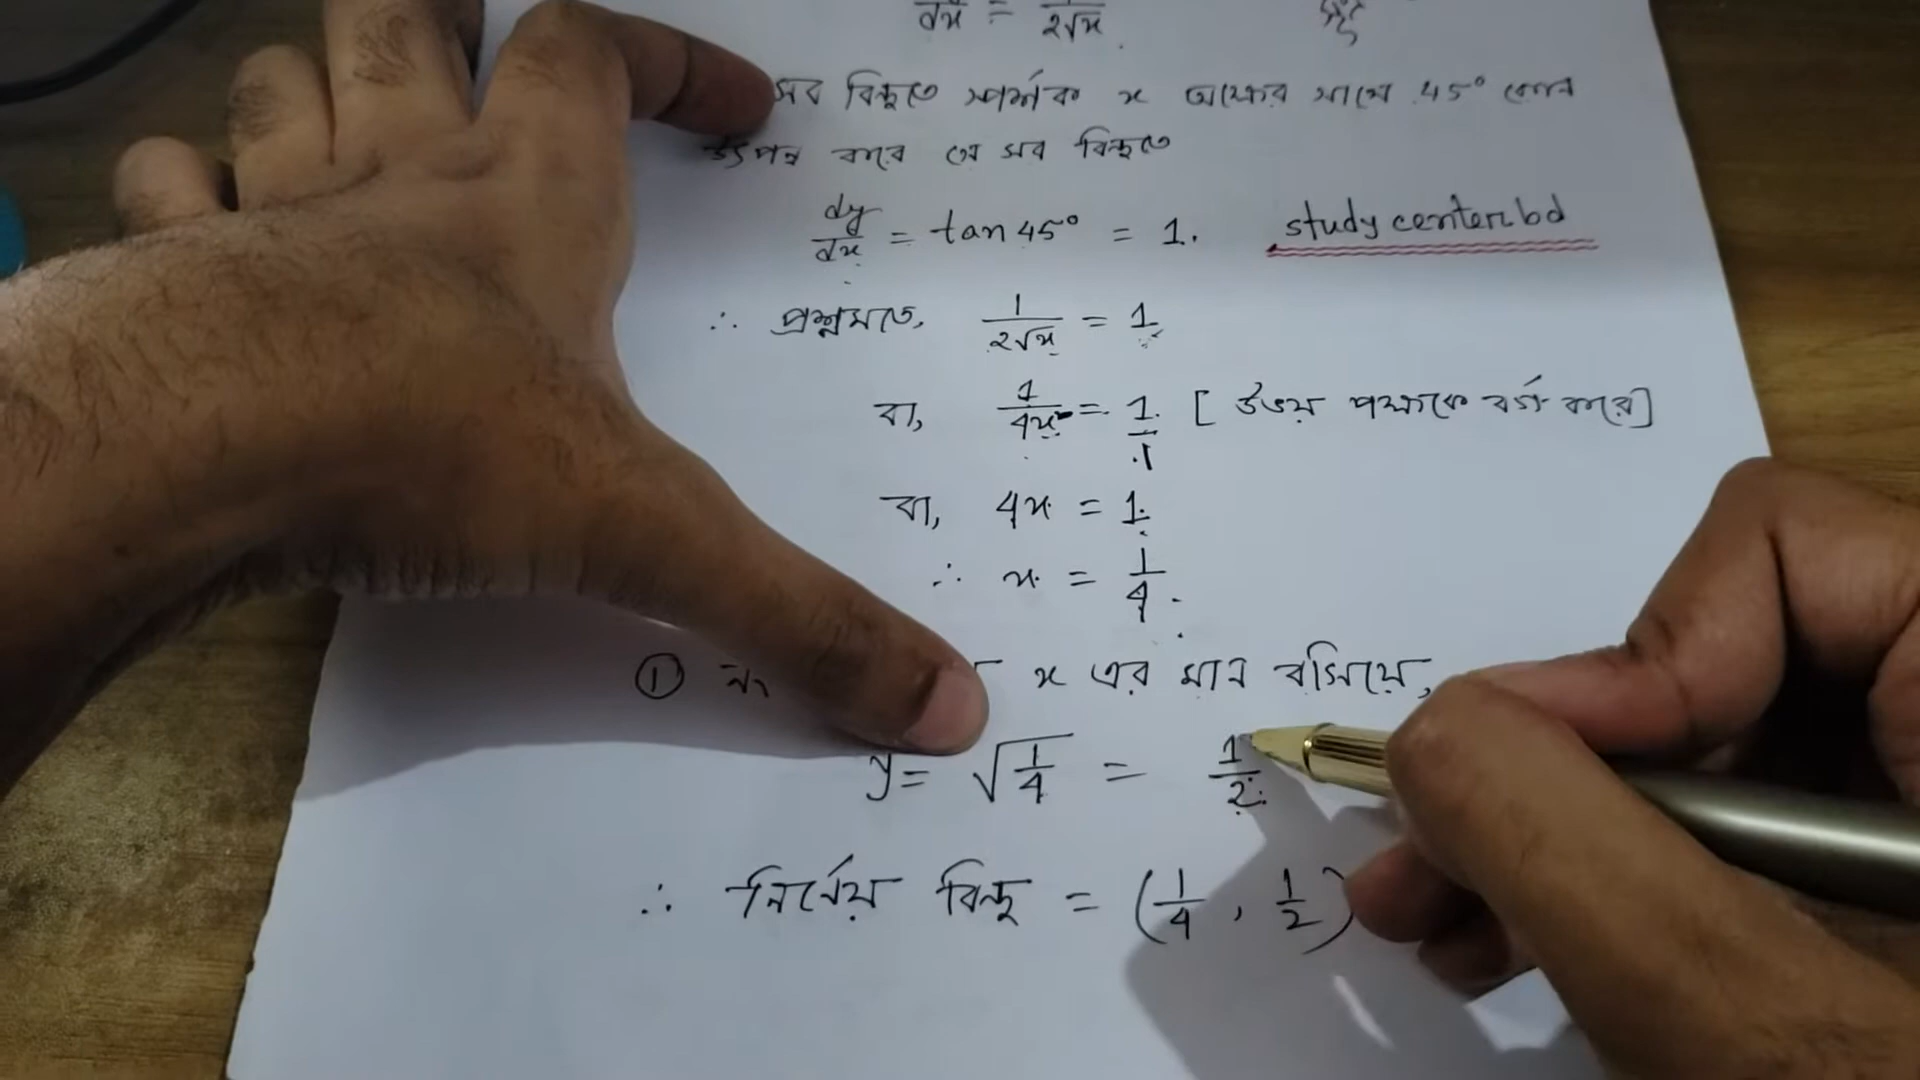 dx = 2√x
সব বিন্দুতে স্পর্শক x অক্ষের সাথে 45° কোন
উৎপন্ন করে সে সব বিন্দুতে
dy/dx = tan 45° = 1. study center.bd
∴ প্রশ্নমতে, 1/2√x = 1
বা, 1/4x = 1/1 [উভয় পক্ষকে বর্গ করে]
বা, 4x = 1
∴ x = 1/4.
① নং x এর মান বসিয়ে,
y = √1/4 = 1/2
∴ নির্নেয় বিন্দু = (1/4, 1/2)